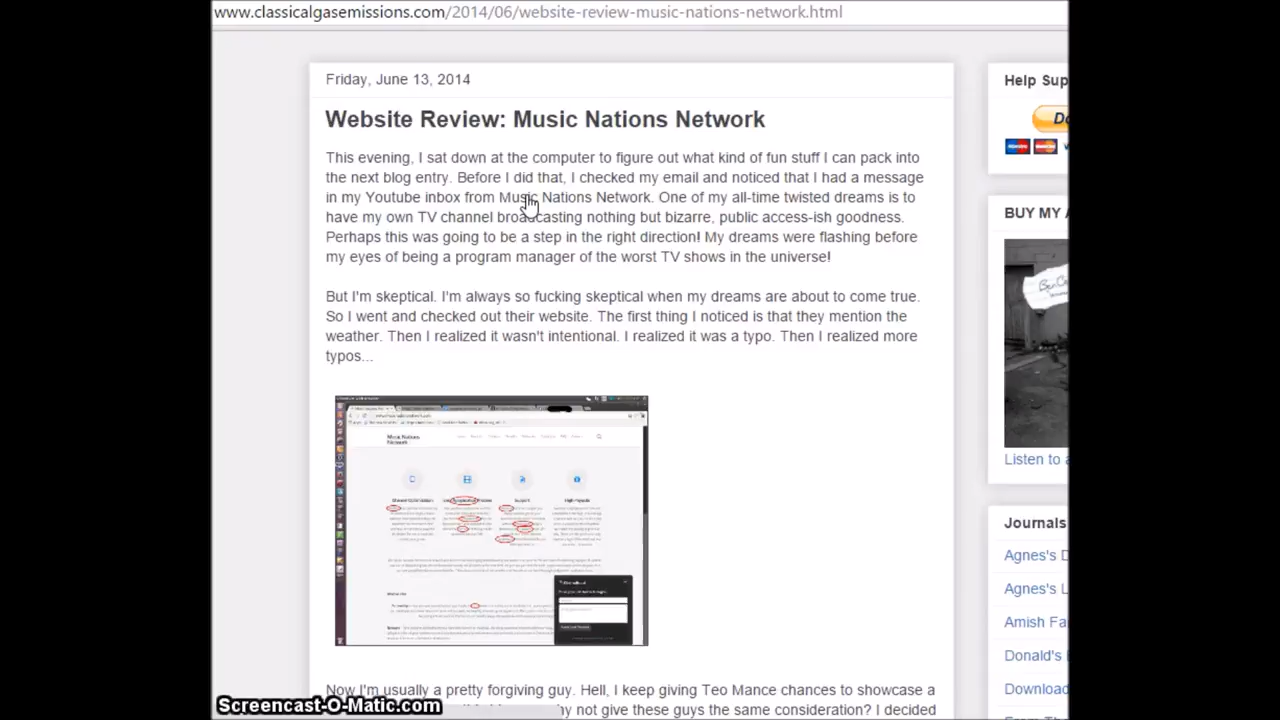 www.classicalgasemissions.com/2014/06/website-review-music-nations-network.html
Friday, June 13, 2014
Website Review: Music Nations Network
This evening, I sat down at the computer to figure out what kind of fun stuff I can pack into
the next blog entry. Before I did that, I checked my email and noticed that I had a message
in my Youtube inbox from Music Nations Network. One of my all-time twisted dreams is to
have my own TV channel broadcasting nothing but bizarre, public access-ish goodness.
Perhaps this was going to be a step in the right direction! My dreams were flashing before
my eyes of being a program manager of the worst TV shows in the universe!
But I'm skeptical. I'm always so fucking skeptical when my dreams are about to come true.
So I went and checked out their website. The first thing I noticed is that they mention the
weather. Then I realized it wasn't intentional. I realized it was a typo. Then I realized more
typos...
Music Nations
Network
Support
Now I'm usually a pretty forgiving guy. Hell, I keep giving Teo Mance chances to showcase a
not give these guys the same consideration? I decided
Help Sup
BUY MY
Listen to a
Journals
Agnes's D
Agnes's L
Amish Fa
Donald's
Download
Screencast-O-Matic.com